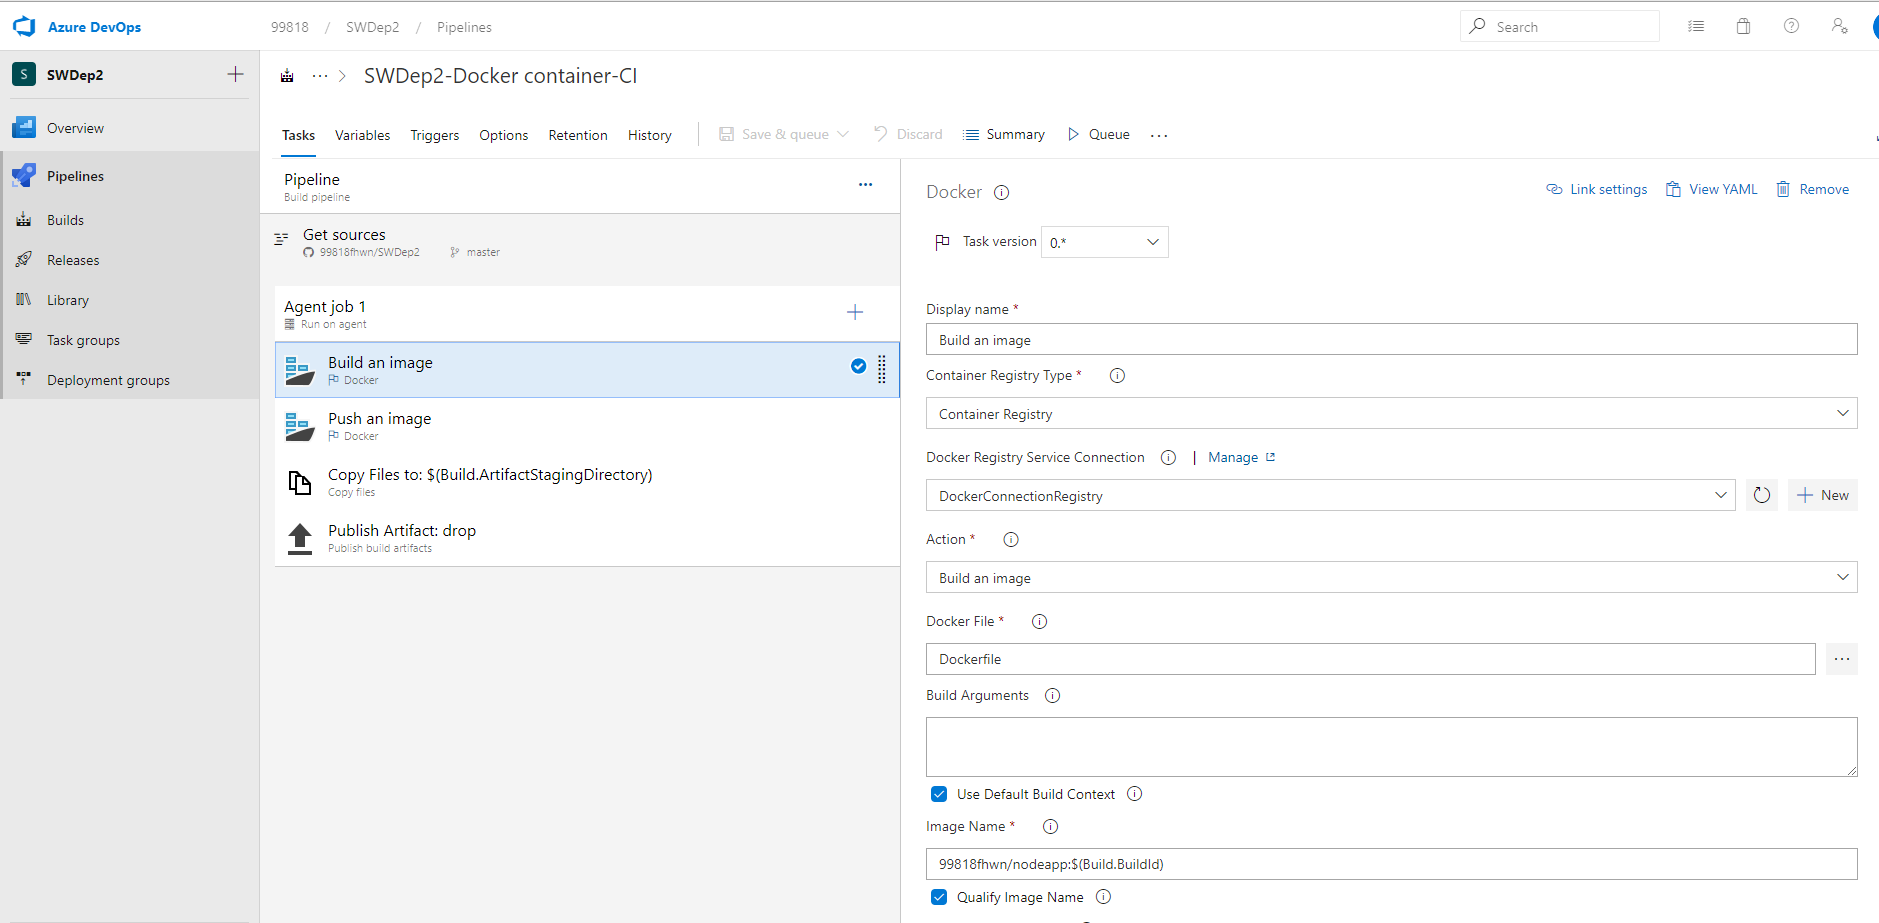 Azure DevOps
99818 / SWDep2 / Pipelines
Search
S SWDep2
SWDep2-Docker container-CI
Overview
Pipelines
Builds
Releases
Library
Task groups
Deployment groups
Tasks Variables Triggers Options Retention History Save & queue Discard Summary Queue ...
Pipeline
Build pipeline
Get sources
99818fhwn/SWDep2 master
Agent job 1
Run on agent
Build an image
Docker
Push an image
Docker
Copy Files to: $(Build.ArtifactStagingDirectory)
Copy files
Publish Artifact: drop
Publish build artifacts
Docker
Link settings View YAML Remove
Task version 0.*
Display name *
Build an image
Container Registry Type *
Container Registry
Docker Registry Service Connection | Manage
DockerConnectionRegistry
New
Action *
Build an image
Docker File *
Dockerfile
Build Arguments
Use Default Build Context
Image Name *
99818fhwn/nodeapp:$(Build.BuildId)
Qualify Image Name